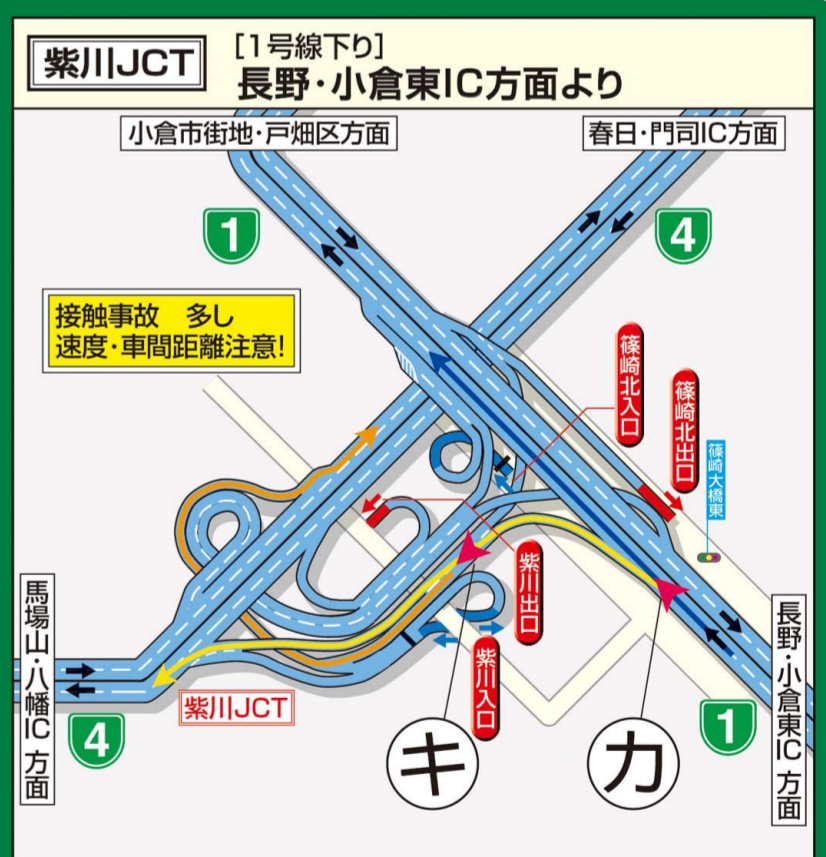 紫川JCT
[1号線下り]
長野・小倉東IC方面より
小倉市街地・戸畑区方面
春日・門司IC方面
1
4
接触事故 多し
速度・車間距離注意!
篠崎北入口
篠崎北出口
篠崎大橋東
紫川出口
紫川入口
馬場山・八幡IC方面
紫川JCT
長野・小倉東IC方面
4
1
キ
カ